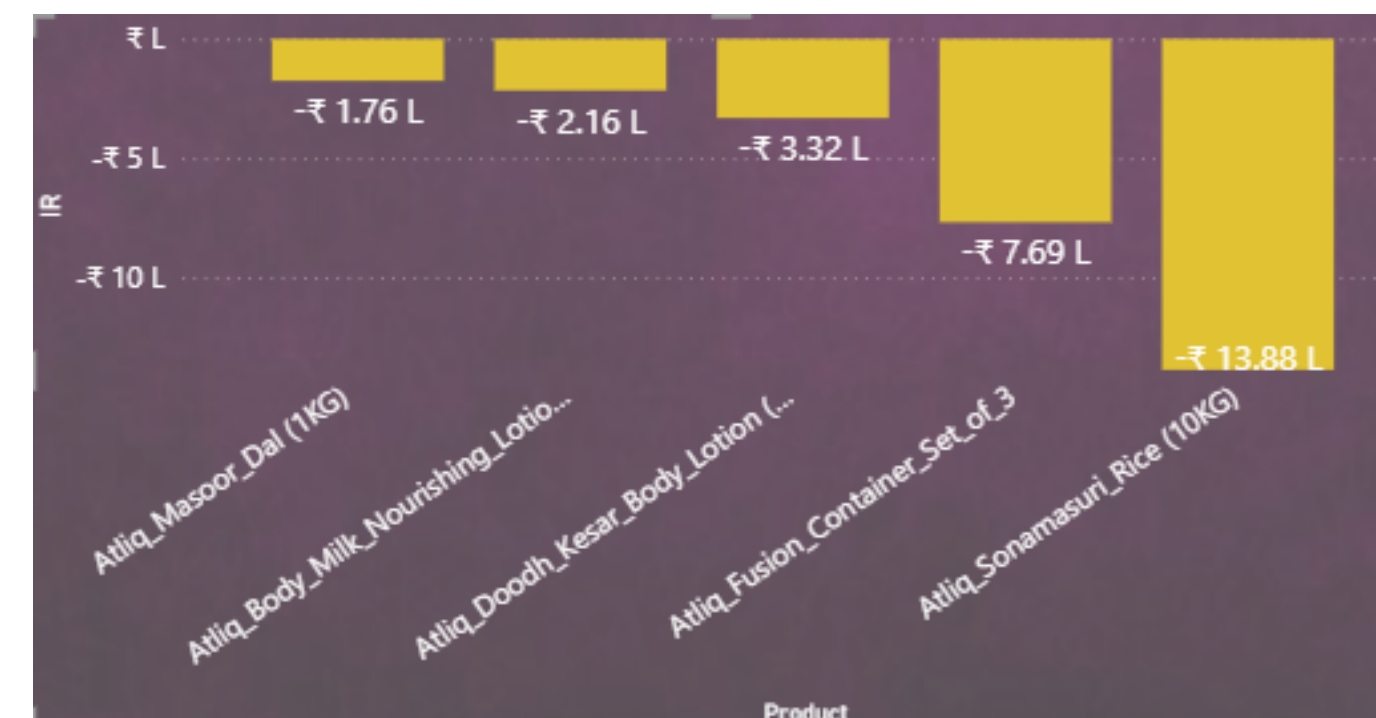 ₹ L
-₹ 1.76 L
-₹ 2.16 L
-₹ 3.32 L
-₹ 5 L
IR
-₹ 7.69 L
-₹ 10 L
-₹ 13.88 L
Atliq_Masoor_Dal (1KG)
Atliq_Body_Milk_Nourishing_Lotio...
Atliq_Doodh_Kesar_Body_Lotion (...
Atliq_Fusion_Container_Set_of_3
Atliq_Sonamasuri_Rice (10KG)
Product